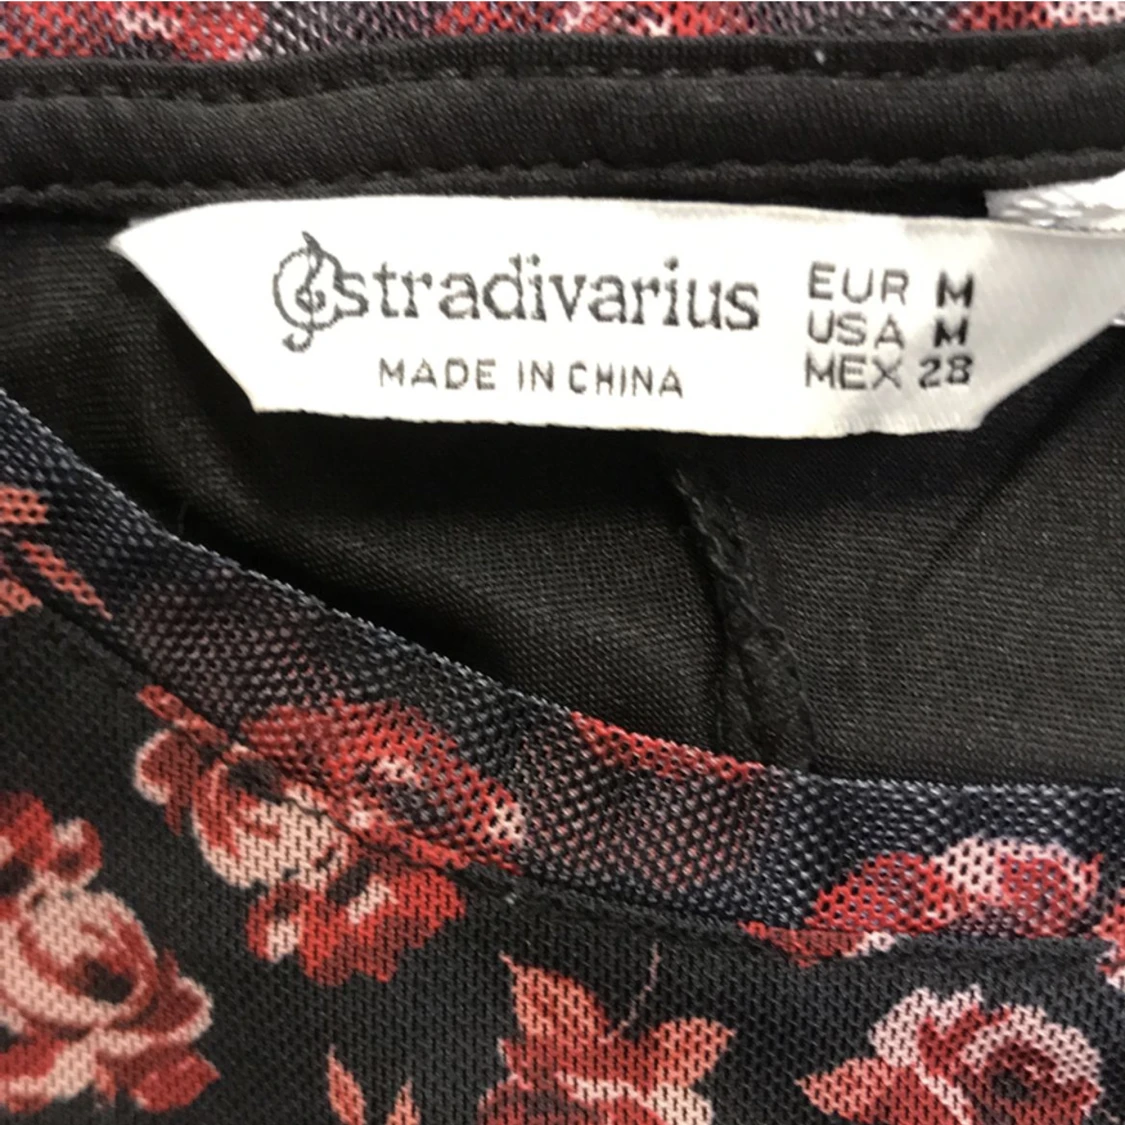 stradivarius
MADE IN CHINA
EUR M
USA M
MEX 28